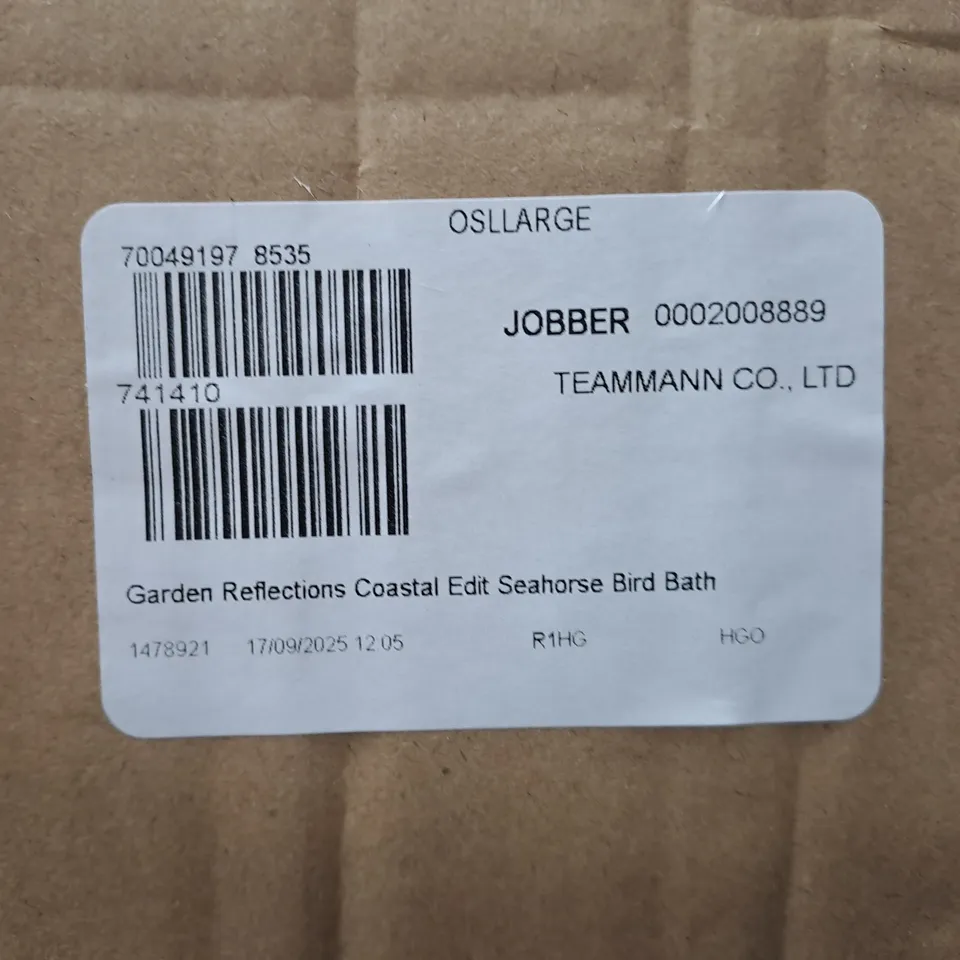 OSLLARGE
70049197 8535
JOBBER 0002008889
741410
TEAMMANN CO., LTD
Garden Reflections Coastal Edit Seahorse Bird Bath
1478921 17/09/2025 12 05 R1HG HGO